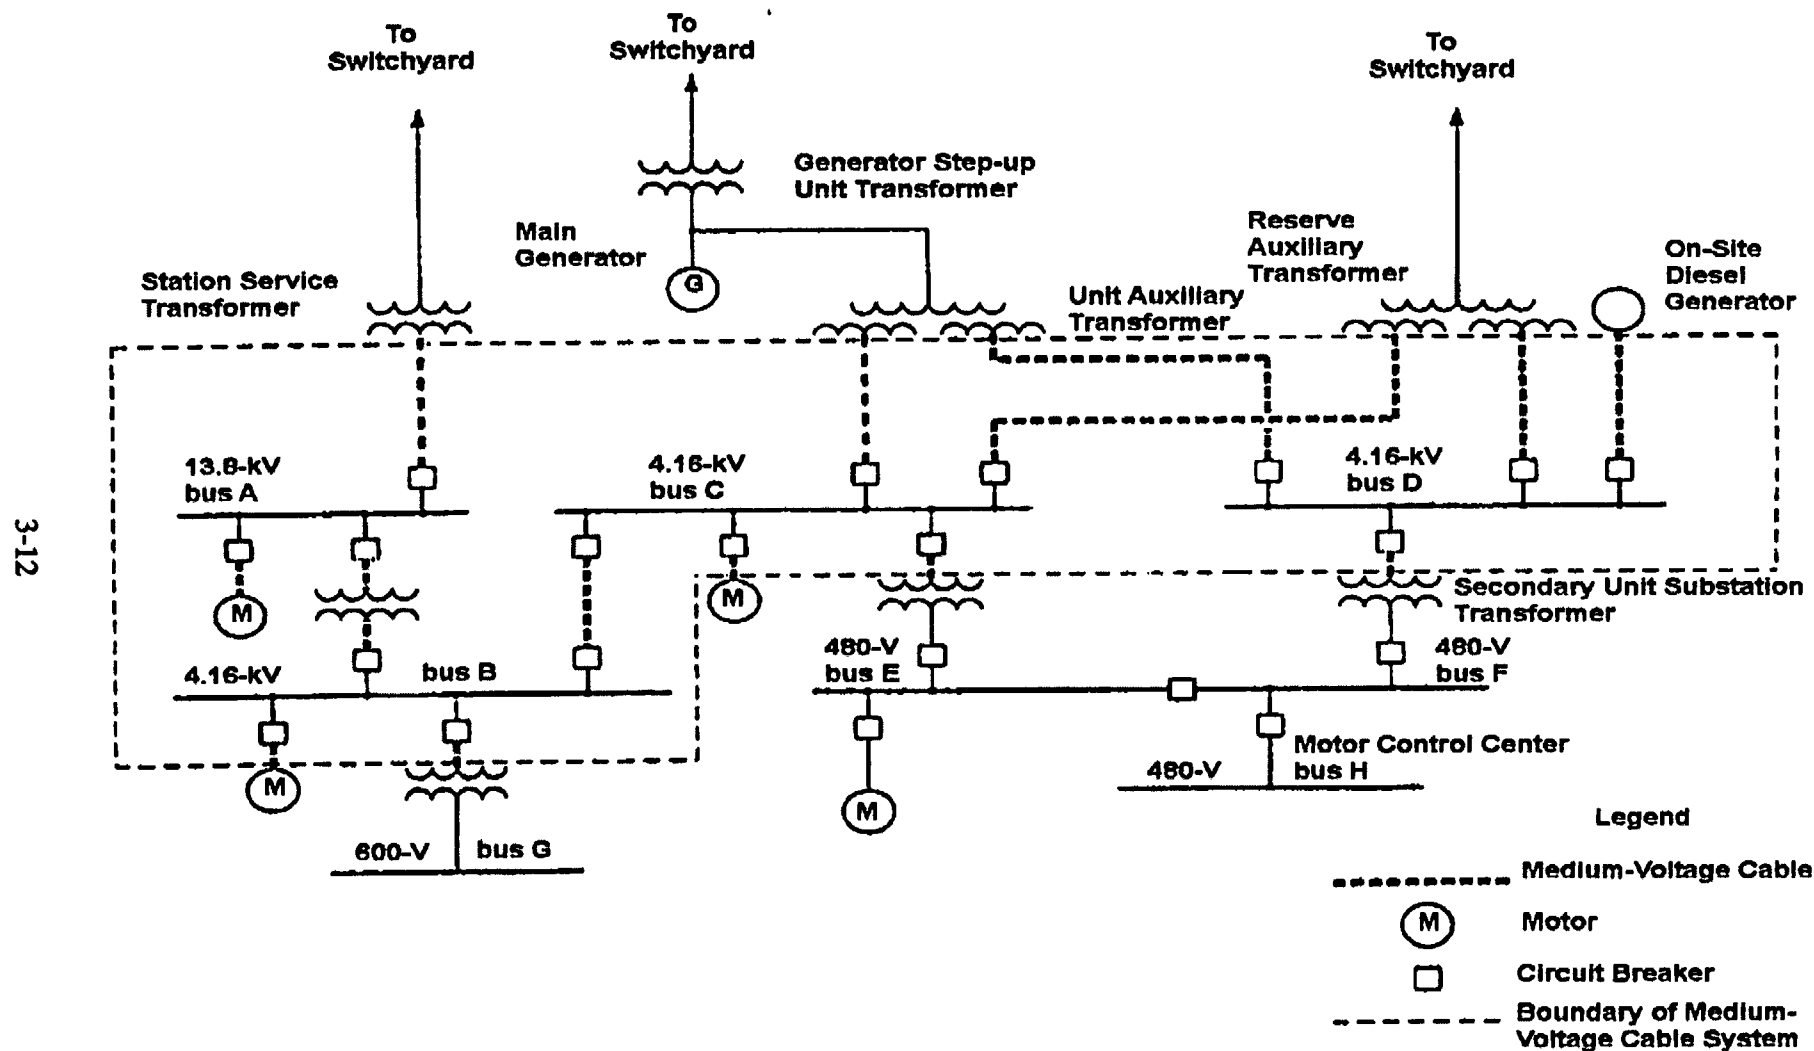 To
Switchyard
To
Switchyard
To
Switchyard
Generator Step-up
Unit Transformer
Main
Generator
G
Reserve
Auxiliary
Transformer
On-Site
Diesel
Generator
Station Service
Transformer
Unit Auxiliary
Transformer
13.8-kV
bus A
4.16-kV
bus C
4.16-kV
bus D
3-12
M
M
Secondary Unit Substation
Transformer
4.16-kV
bus B
480-V
bus E
480-V
bus F
M
M
Motor Control Center
bus H
480-V
600-V
bus G
Legend
Medium-Voltage Cable
M
Motor
Circuit Breaker
Boundary of Medium-
Voltage Cable System